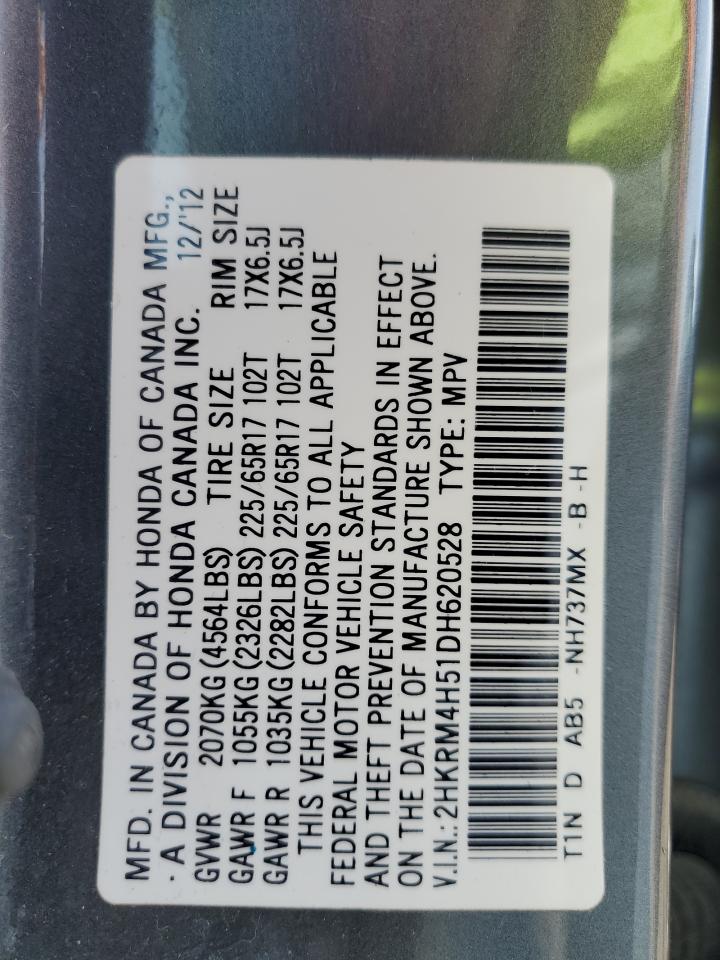 MFD. IN CANADA BY HONDA OF CANADA MFG.,
· A DIVISION OF HONDA CANADA INC. 12/'12
GVWR 2070KG (4564LBS) TIRE SIZE RIM SIZE
GAWR F 1055KG (2326LBS) 225/65R17 102T 17X6.5J
GAWR R 1035KG (2282LBS) 225/65R17 102T 17X6.5J
THIS VEHICLE CONFORMS TO ALL APPLICABLE
FEDERAL MOTOR VEHICLE SAFETY
AND THEFT PREVENTION STANDARDS IN EFFECT
ON THE DATE OF MANUFACTURE SHOWN ABOVE.
V.I.N.: 2HKRM4H51DH620528 TYPE: MPV
T1N D AB5 -NH737MX -B -H